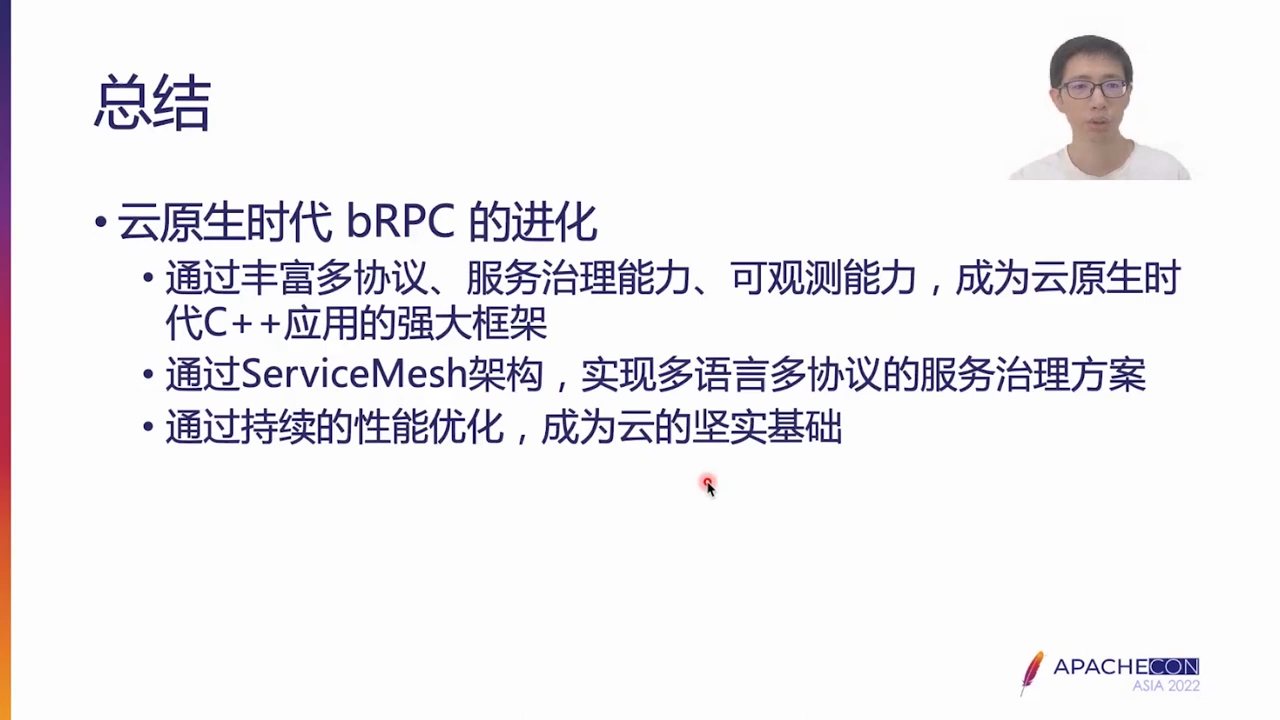 总结
• 云原生时代 bRPC 的进化
• 通过丰富多协议、服务治理能力、可观测能力，成为云原生时
代C++应用的强大框架
• 通过ServiceMesh架构，实现多语言多协议的服务治理方案
• 通过持续的性能优化，成为云的坚实基础
APACHECON
ASIA 2022